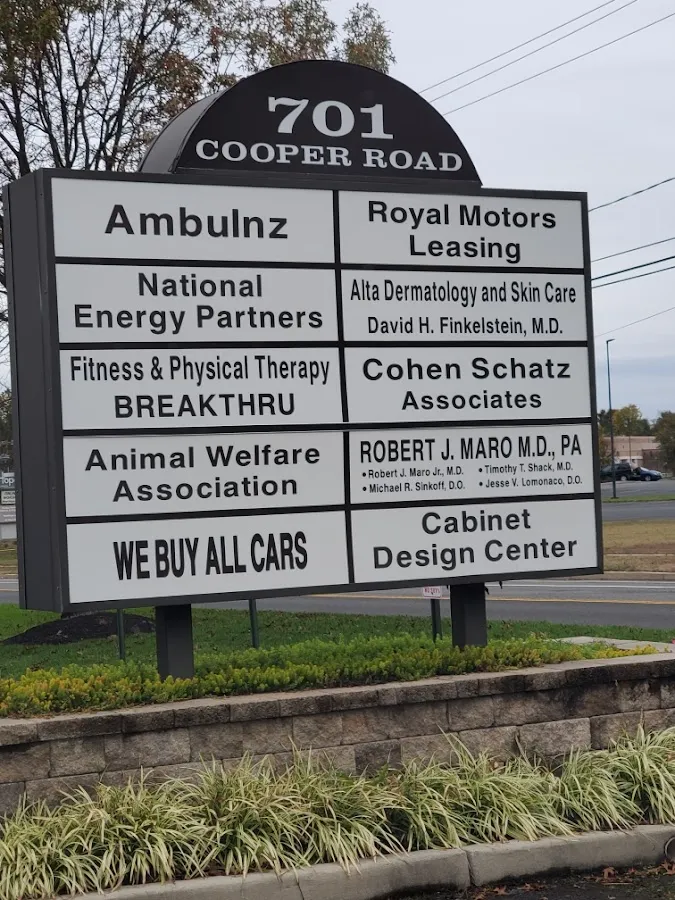 701
COOPER ROAD
Ambulnz
Royal Motors
Leasing
National
Energy Partners
Alta Dermatology and Skin Care
David H. Finkelstein, M.D.
Fitness & Physical Therapy
BREAKTHRU
Cohen Schatz
Associates
Animal Welfare
Association
ROBERT J. MARO M.D., PA
• Robert J. Maro Jr., M.D. • Timothy T. Shack, M.D.
• Michael R. Sinkoff, D.O. • Jesse V. Lomonaco, D.O.
WE BUY ALL CARS
Cabinet
Design Center